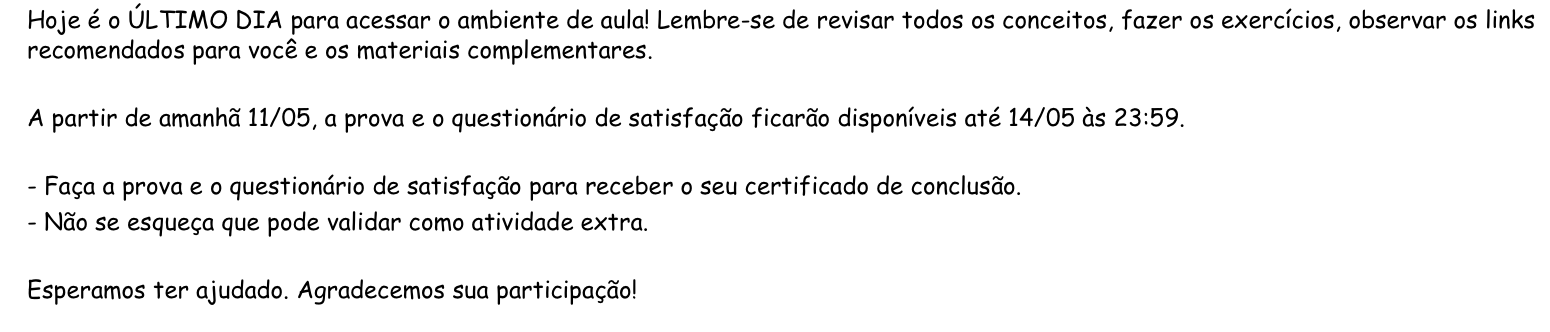 Hoje é o ÚLTIMO DIA para acessar o ambiente de aula! Lembre-se de revisar todos os conceitos, fazer os exercícios, observar os links
recomendados para você e os materiais complementares.
A partir de amanhã 11/05, a prova e o questionário de satisfação ficarão disponíveis até 14/05 às 23:59.
- Faça a prova e o questionário de satisfação para receber o seu certificado de conclusão.
- Não se esqueça que pode validar como atividade extra.
Esperamos ter ajudado. Agradecemos sua participação!